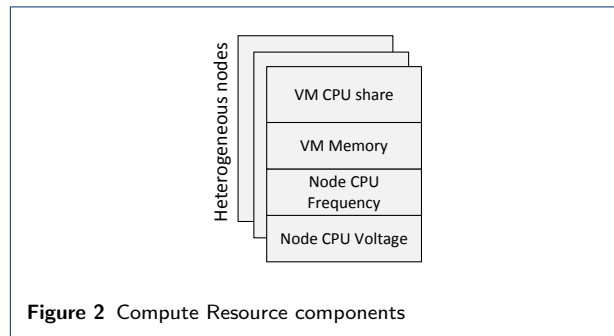 Heterogeneous nodes
VM CPU share
VM Memory
Node CPU
Frequency
Node CPU Voltage
Figure 2 Compute Resource components